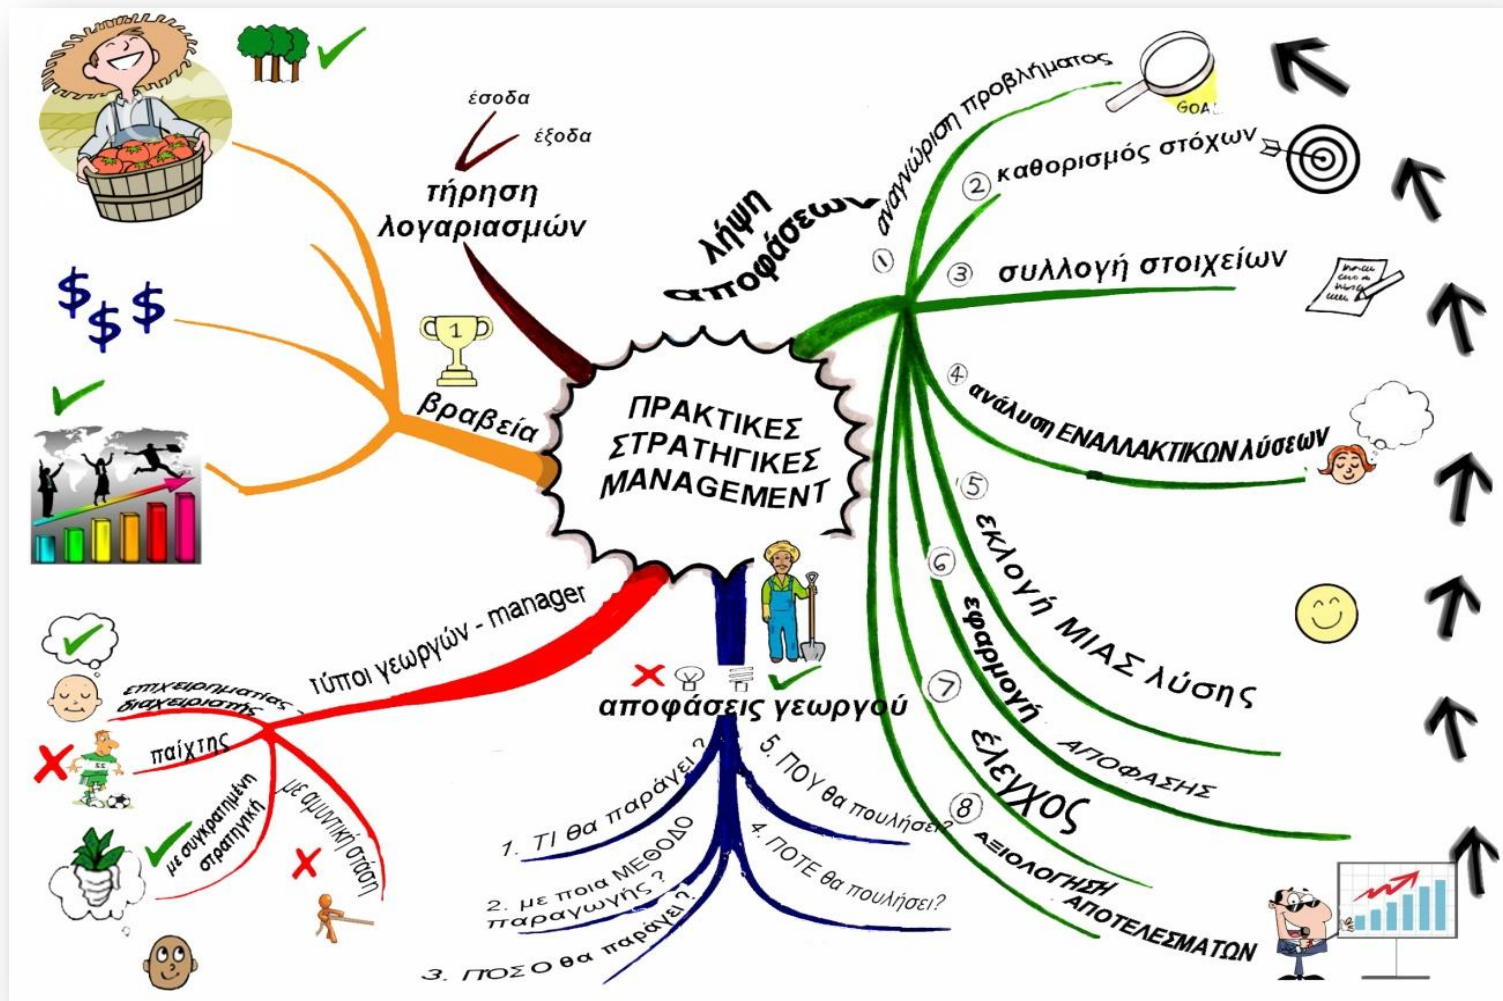 ΠΡΑΚΤΙΚΕΣ
ΣΤΡΑΤΗΓΙΚΕΣ
MANAGEMENT
λήψη
αποφάσεων
1
αναγνώριση προβλήματος
GOAL
2 καθορισμός στόχων
3 συλλογή στοιχείων
4 ανάλυση ΕΝΑΛΛΑΚΤΙΚΩΝ λύσεων
5 εκλογή ΜΙΑΣ λύσης
6 εφαρμογή ΑΠΟΦΑΣΗΣ
7 έλεγχος
8 ΑΞΙΟΛΟΓΗΣΗ
ΑΠΟΤΕΛΕΣΜΑΤΩΝ
αποφάσεις γεωργού
1. ΤΙ θα παράγει ?
2. με ποια ΜΕΘΟΔΟ
παραγωγής ?
3. ΠΟΣΟ θα παράγει ?
4. ΠΟΤΕ θα πουλήσει?
5. ΠΟΥ θα πουλήσει?
τύποι γεωργών - manager
επιχειρηματίας -
διαχειριστής
παίχτης
με συγκρατημένη
στρατηγική
με αμυντική στάση
βραβεία
1
$ $ $
τήρηση
λογαριασμών
έσοδα
έξοδα